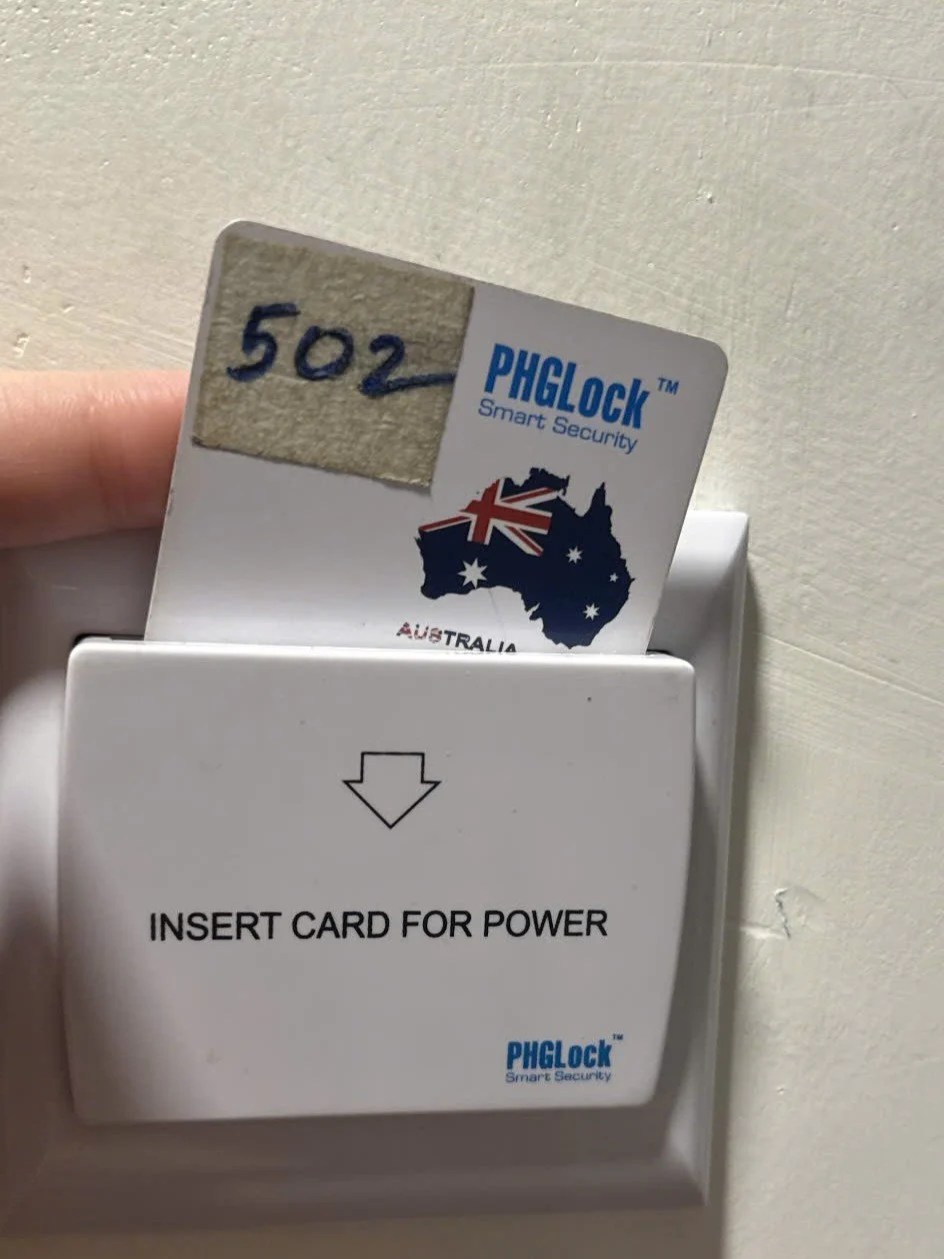 502
PHGLock™
Smart Security
AUSTRALIA
INSERT CARD FOR POWER
PHGLock™
Smart Security